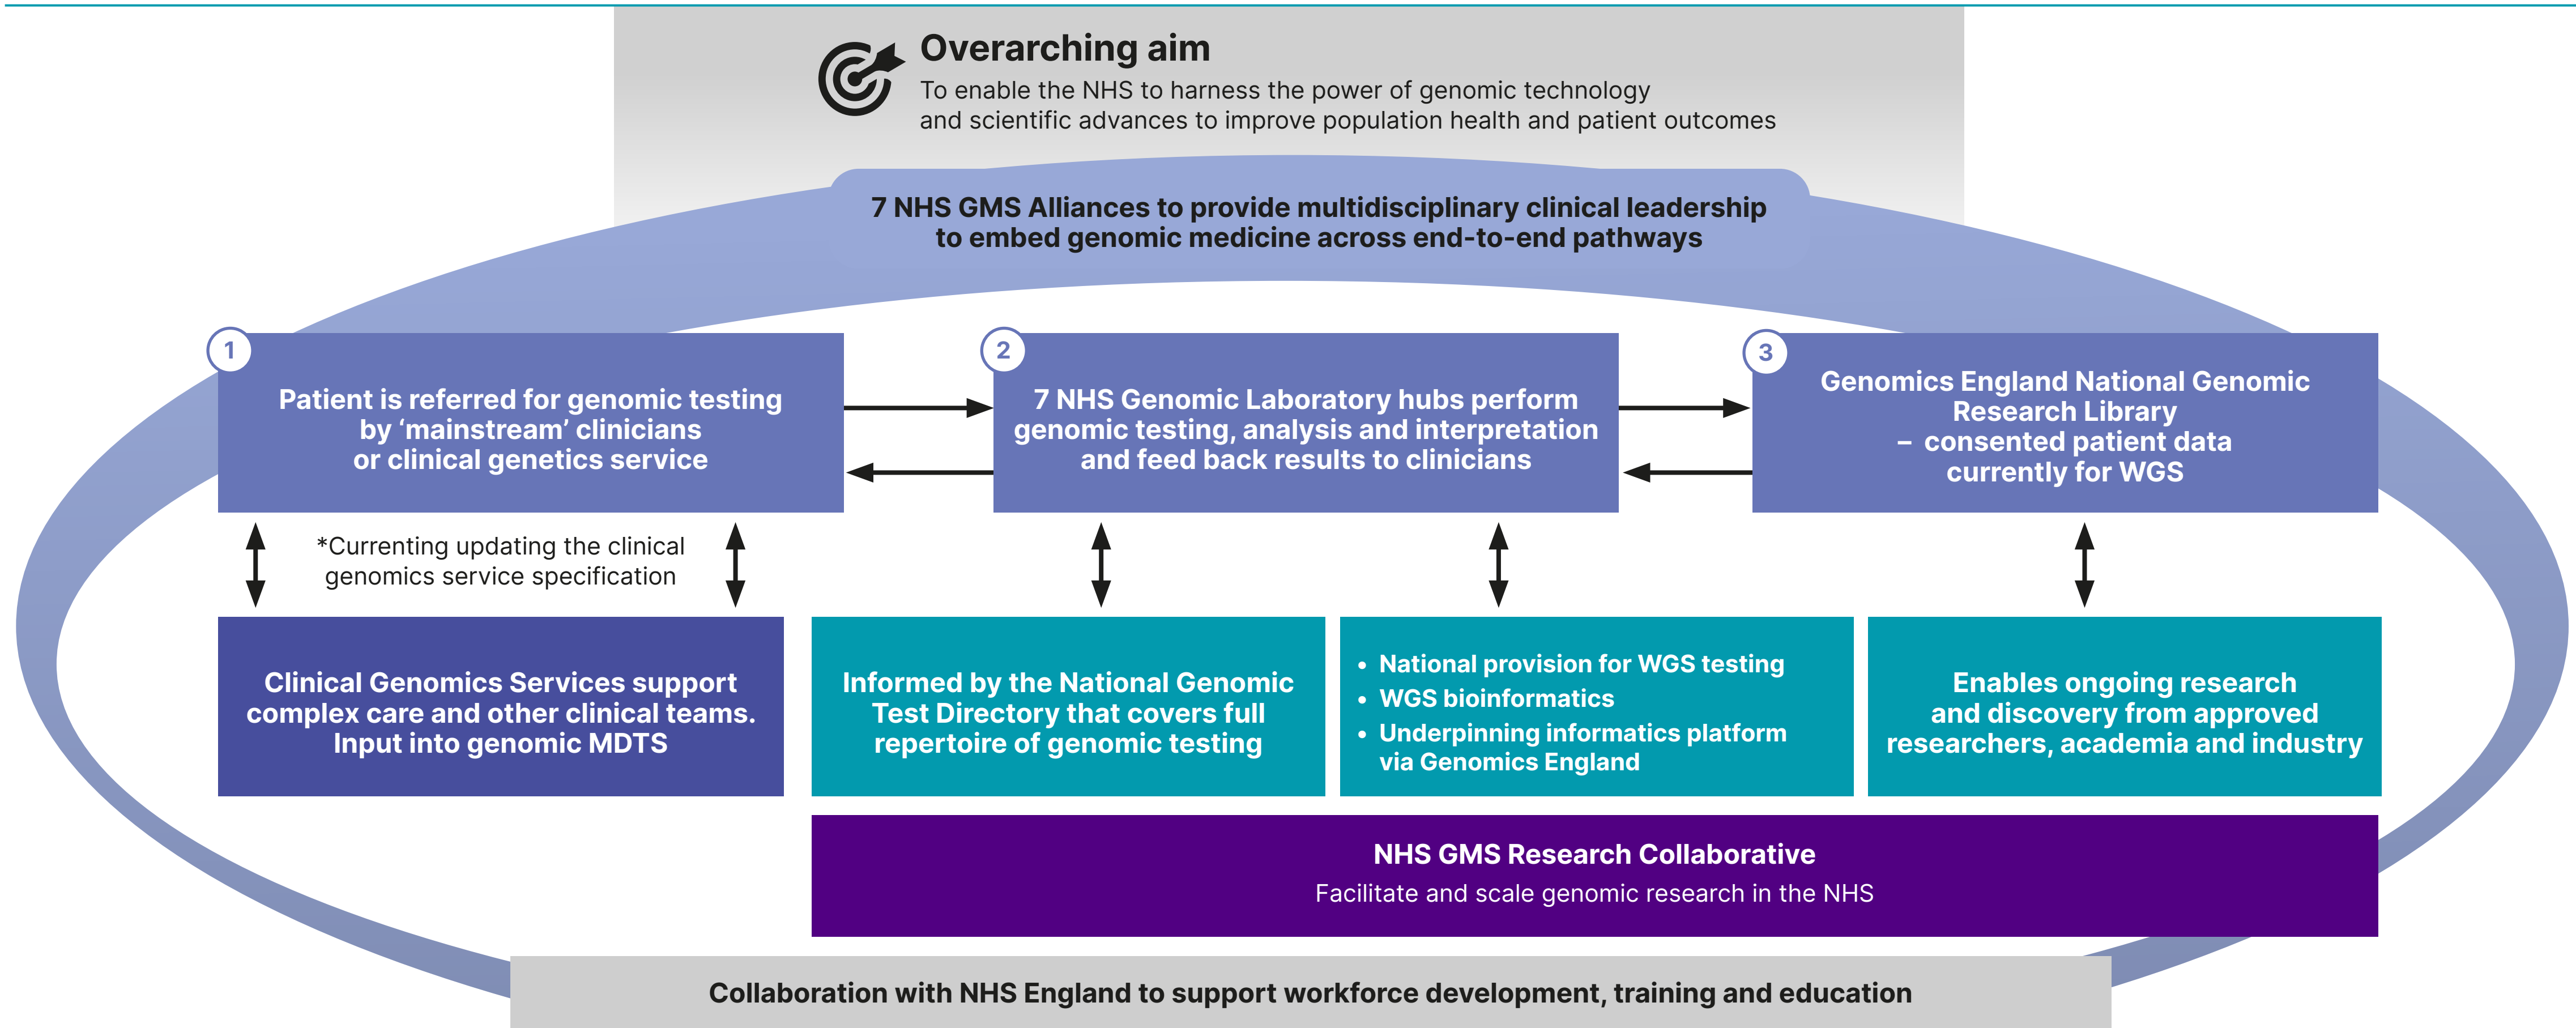 Overarching aim
To enable the NHS to harness the power of genomic technology
and scientific advances to improve population health and patient outcomes
7 NHS GMS Alliances to provide multidisciplinary clinical leadership
to embed genomic medicine across end-to-end pathways
1
Patient is referred for genomic testing
by ‘mainstream’ clinicians
or clinical genetics service
2
7 NHS Genomic Laboratory hubs perform
genomic testing, analysis and interpretation
and feed back results to clinicians
3
Genomics England National Genomic
Research Library
– consented patient data
currently for WGS
*Currenting updating the clinical
genomics service specification
Clinical Genomics Services support
complex care and other clinical teams.
Input into genomic MDTS
Informed by the National Genomic
Test Directory that covers full
repertoire of genomic testing
• National provision for WGS testing
• WGS bioinformatics
• Underpinning informatics platform
via Genomics England
Enables ongoing research
and discovery from approved
researchers, academia and industry
NHS GMS Research Collaborative
Facilitate and scale genomic research in the NHS
Collaboration with NHS England to support workforce development, training and education